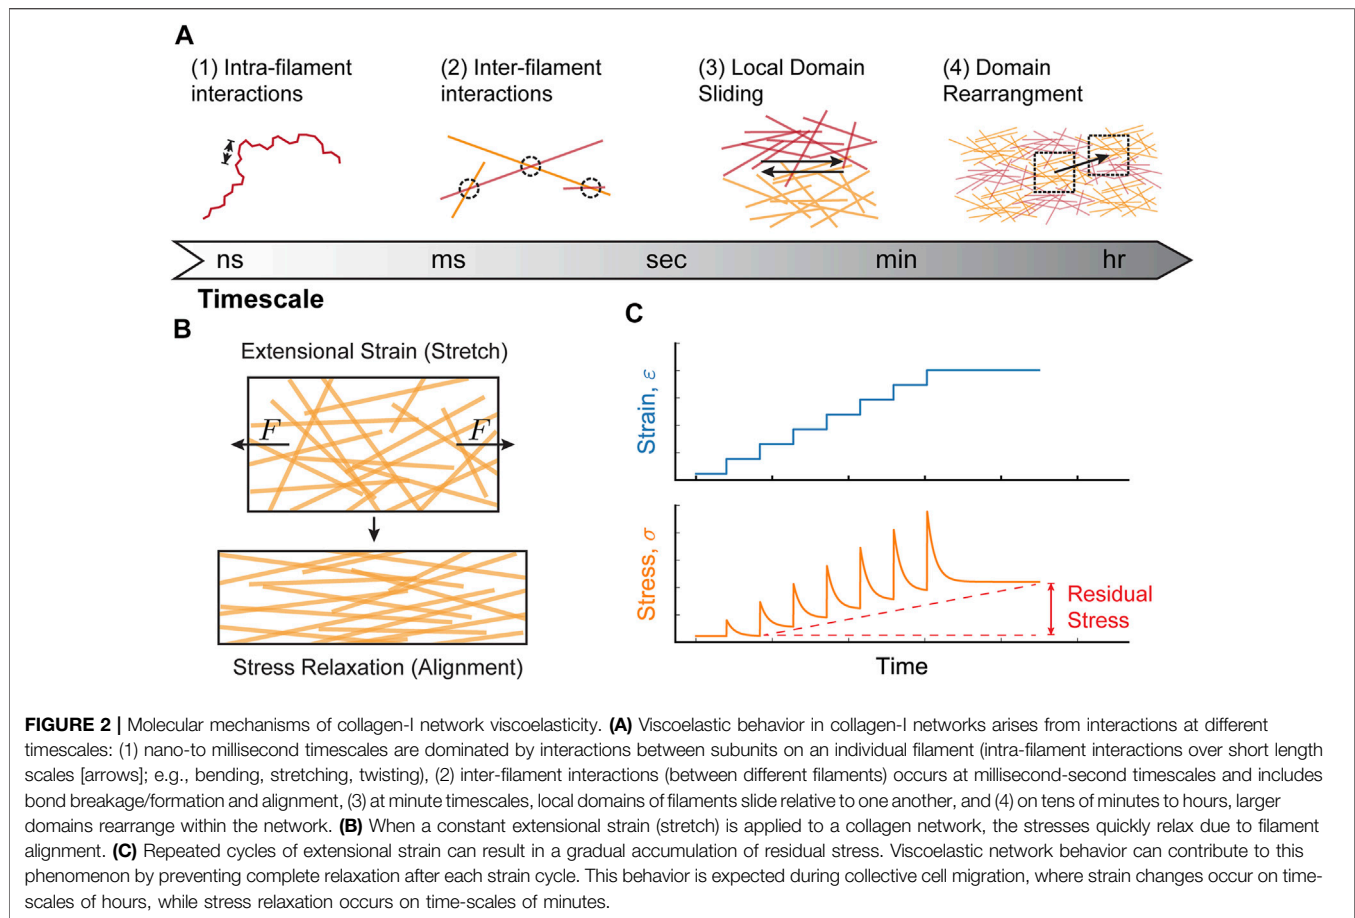 A
(1) Intra-filament
interactions
(2) Inter-filament
interactions
(3) Local Domain
Sliding
(4) Domain
Rearrangment
ns ms sec min hr
Timescale
B
Extensional Strain (Stretch)
F F
Stress Relaxation (Alignment)
C
Strain, ε
Stress, σ
Residual
Stress
Time
FIGURE 2 | Molecular mechanisms of collagen-I network viscoelasticity. (A) Viscoelastic behavior in collagen-I networks arises from interactions at different
timescales: (1) nano-to millisecond timescales are dominated by interactions between subunits on an individual filament (intra-filament interactions over short length
scales [arrows]; e.g., bending, stretching, twisting), (2) inter-filament interactions (between different filaments) occurs at millisecond-second timescales and includes
bond breakage/formation and alignment, (3) at minute timescales, local domains of filaments slide relative to one another, and (4) on tens of minutes to hours, larger
domains rearrange within the network. (B) When a constant extensional strain (stretch) is applied to a collagen network, the stresses quickly relax due to filament
alignment. (C) Repeated cycles of extensional strain can result in a gradual accumulation of residual stress. Viscoelastic network behavior can contribute to this
phenomenon by preventing complete relaxation after each strain cycle. This behavior is expected during collective cell migration, where strain changes occur on time-
scales of hours, while stress relaxation occurs on time-scales of minutes.